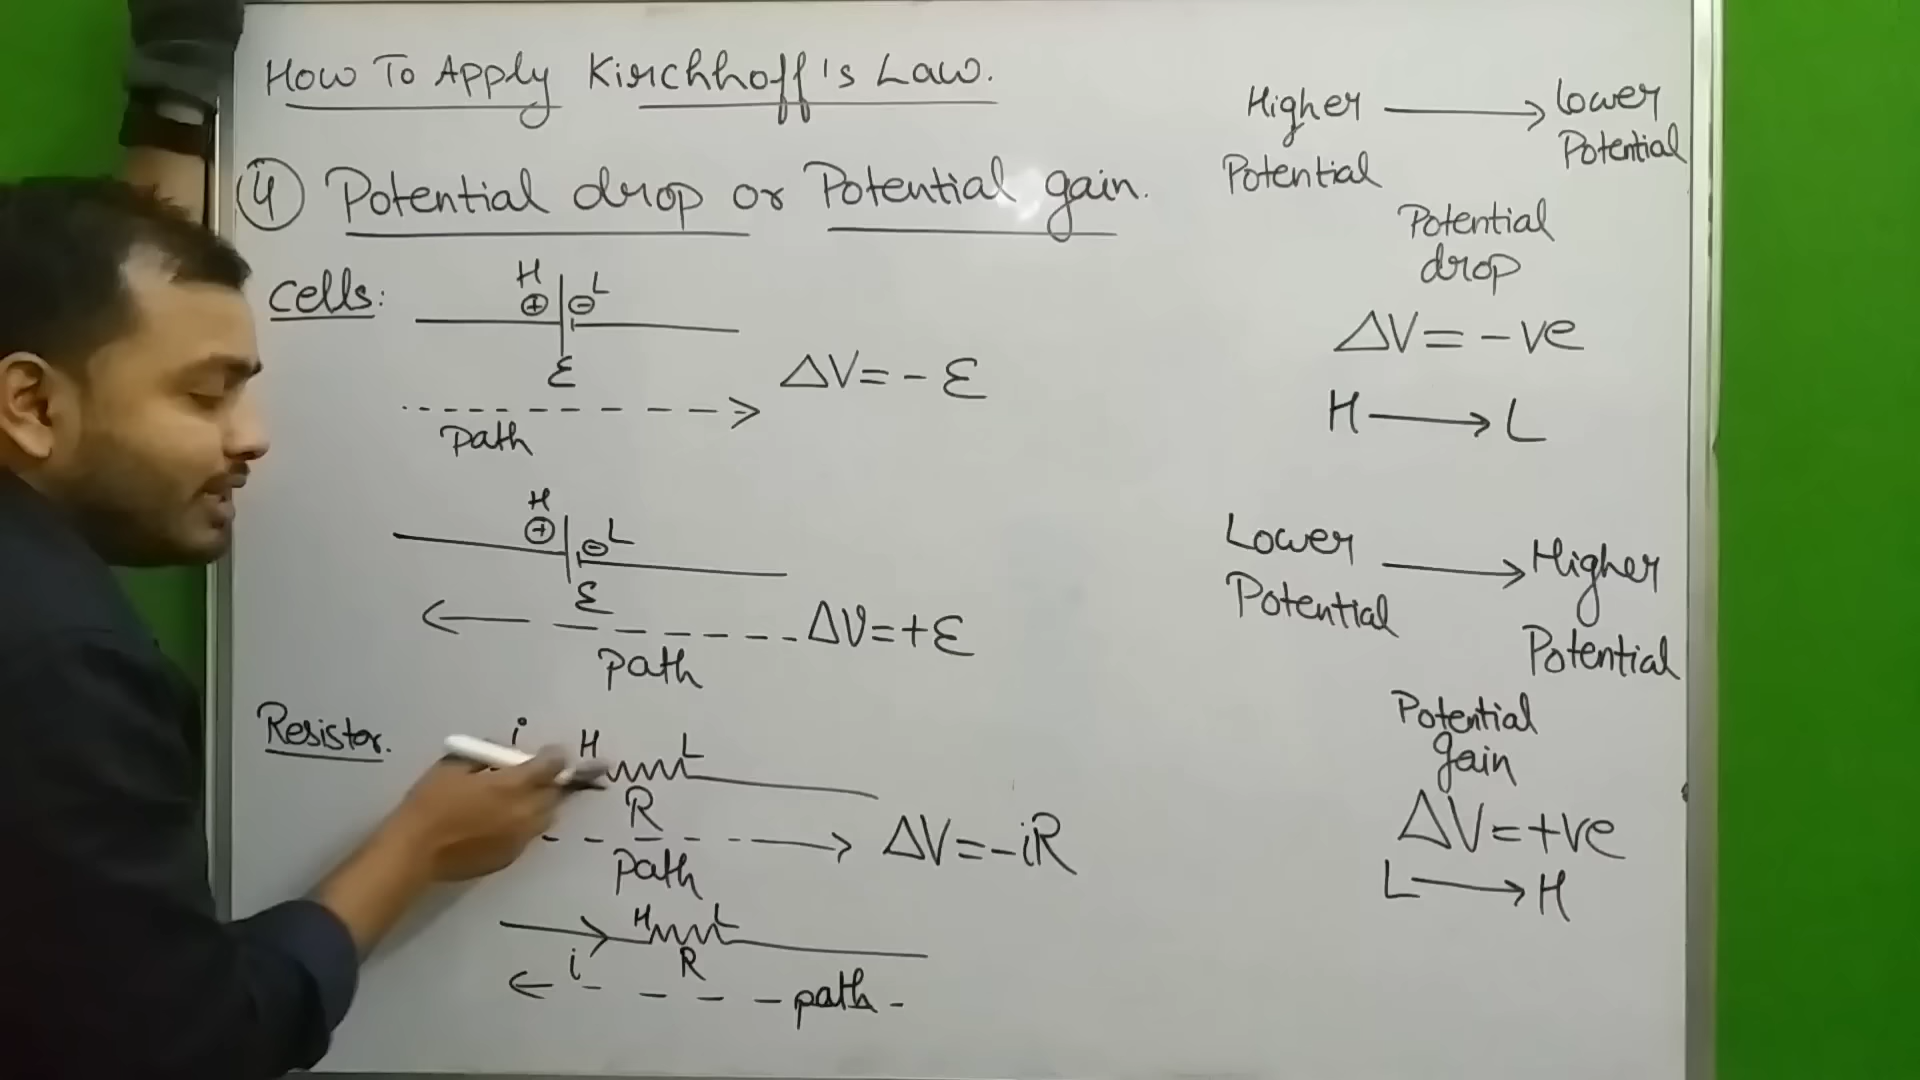 How To Apply Kirchhoff's Law.
④ Potential drop or Potential gain.
Cells:
H L
⊕ ⊖
ε
ΔV = - ε
path
H
⊕ ⊖ L
ε
ΔV = + ε
path
Resistor.
i H L
R
ΔV = - iR
path
H L
i R
path
Higher → Lower
Potential Potential
Potential
drop
ΔV = - ve
H → L
Lower → Higher
Potential Potential
Potential
gain
ΔV = + ve
L → H